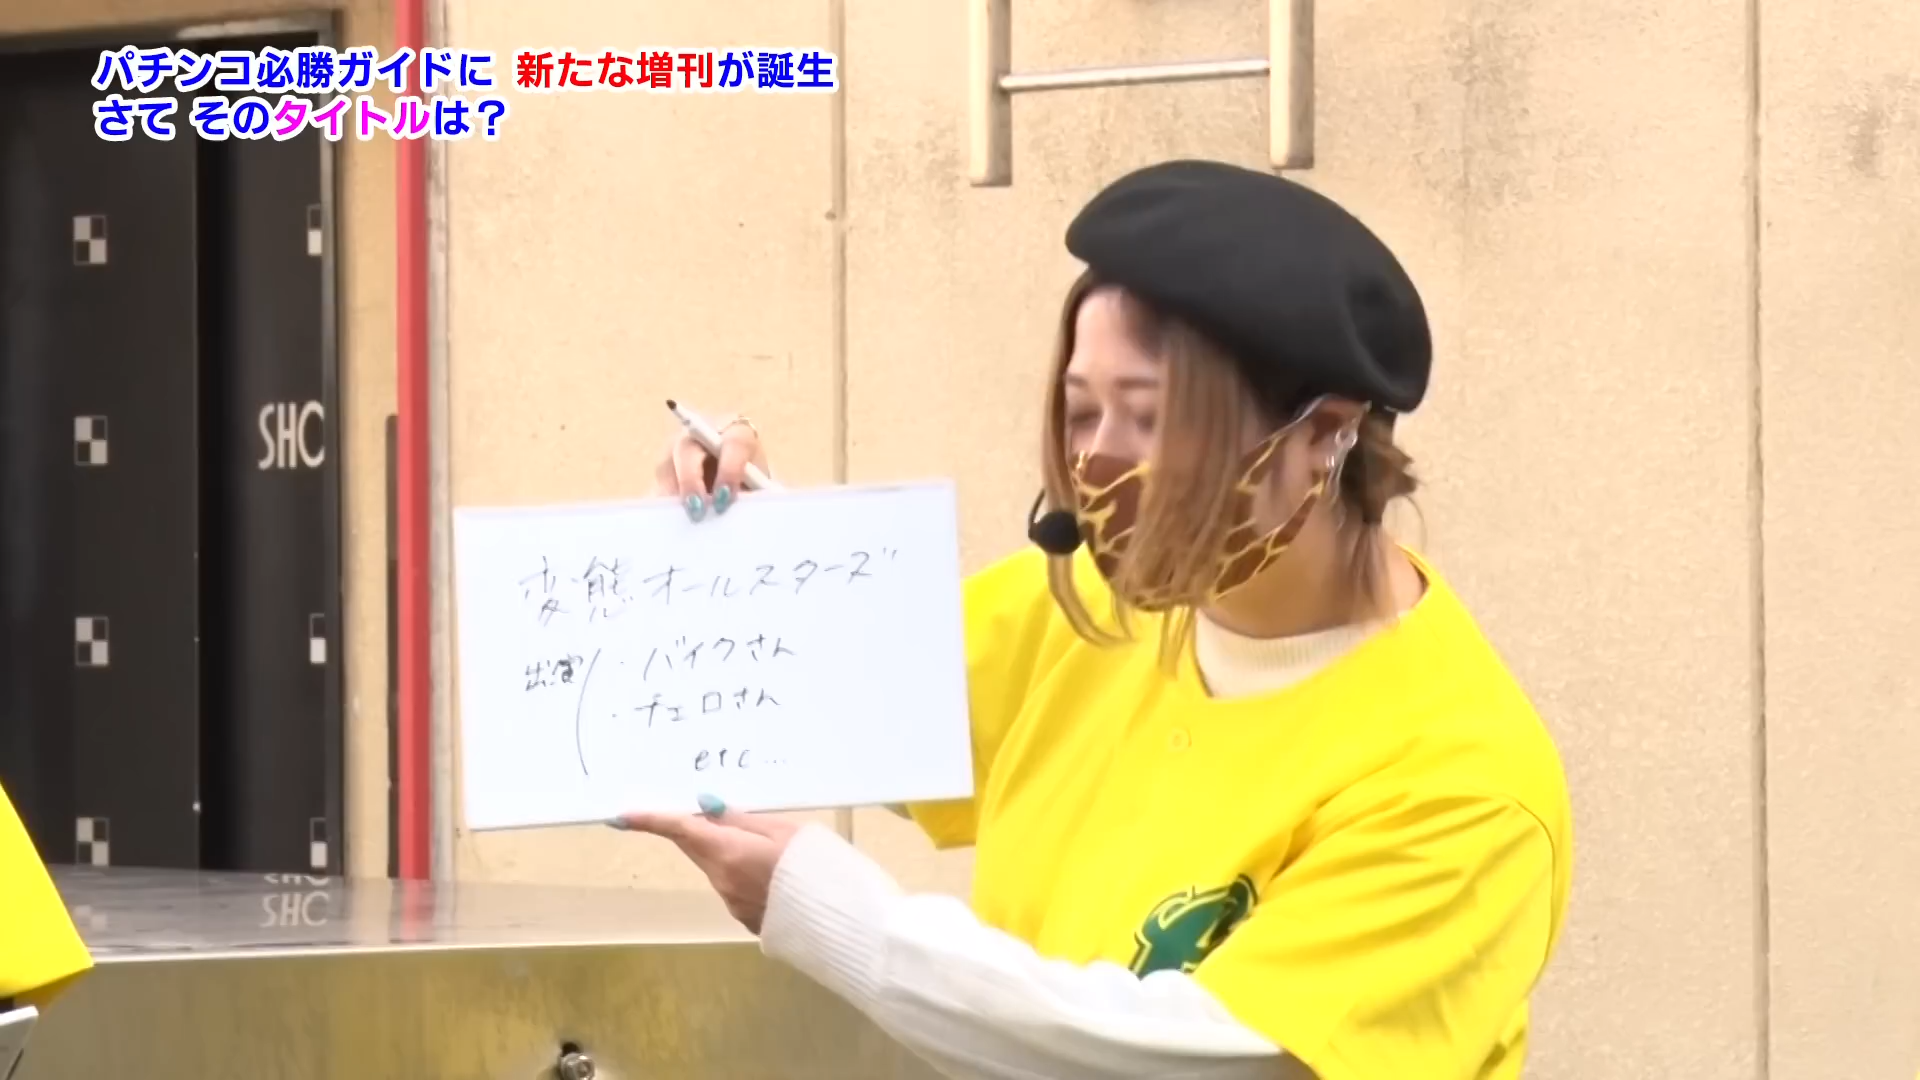 パチンコ必勝ガイドに 新たな増刊が誕生
さて そのタイトルは？
SHO
変態オールスターズ
出演 ・バイクさん
・チェロさん
etc...
SHO